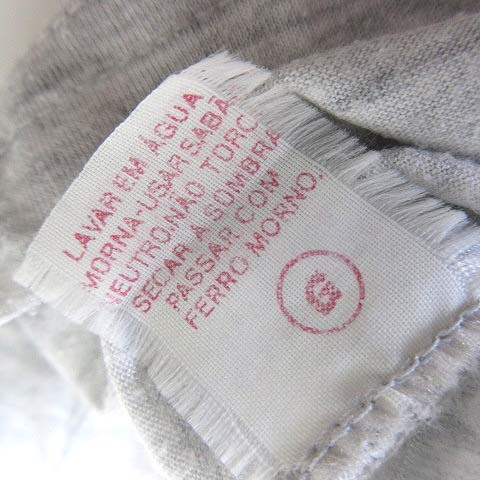 LAVAR EM ÁGUA
MORNA-USAR SABÃ
NEUTRO.NÃO TORC
SECAR À SOMBRA
PASSAR COM
FERRO MORNO.
G